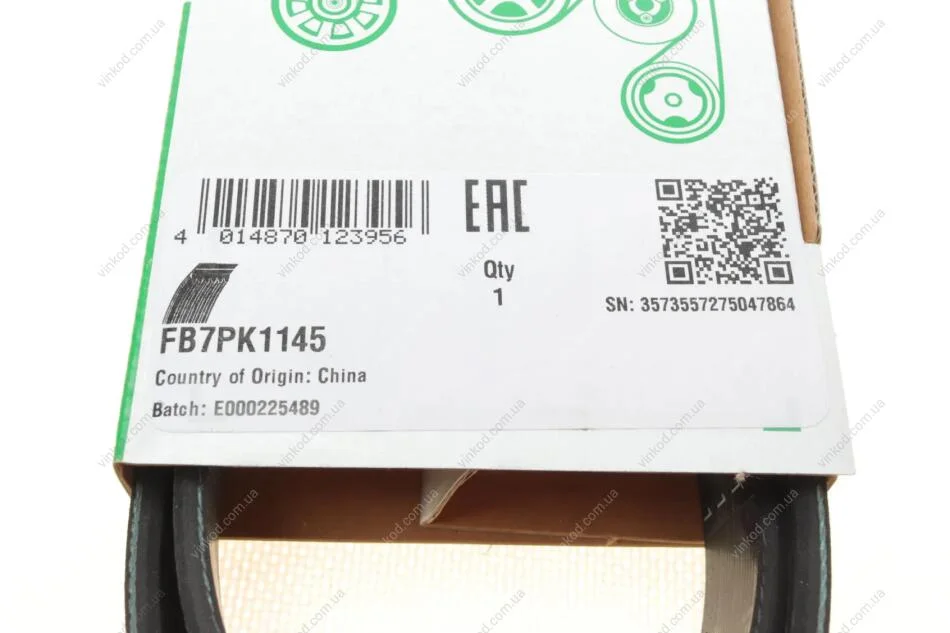 4 014870 123956
EAC
Qty
1
SN: 3573557275047864
FB7PK1145
Country of Origin: China
Batch: E000225489
vinkod.com.ua